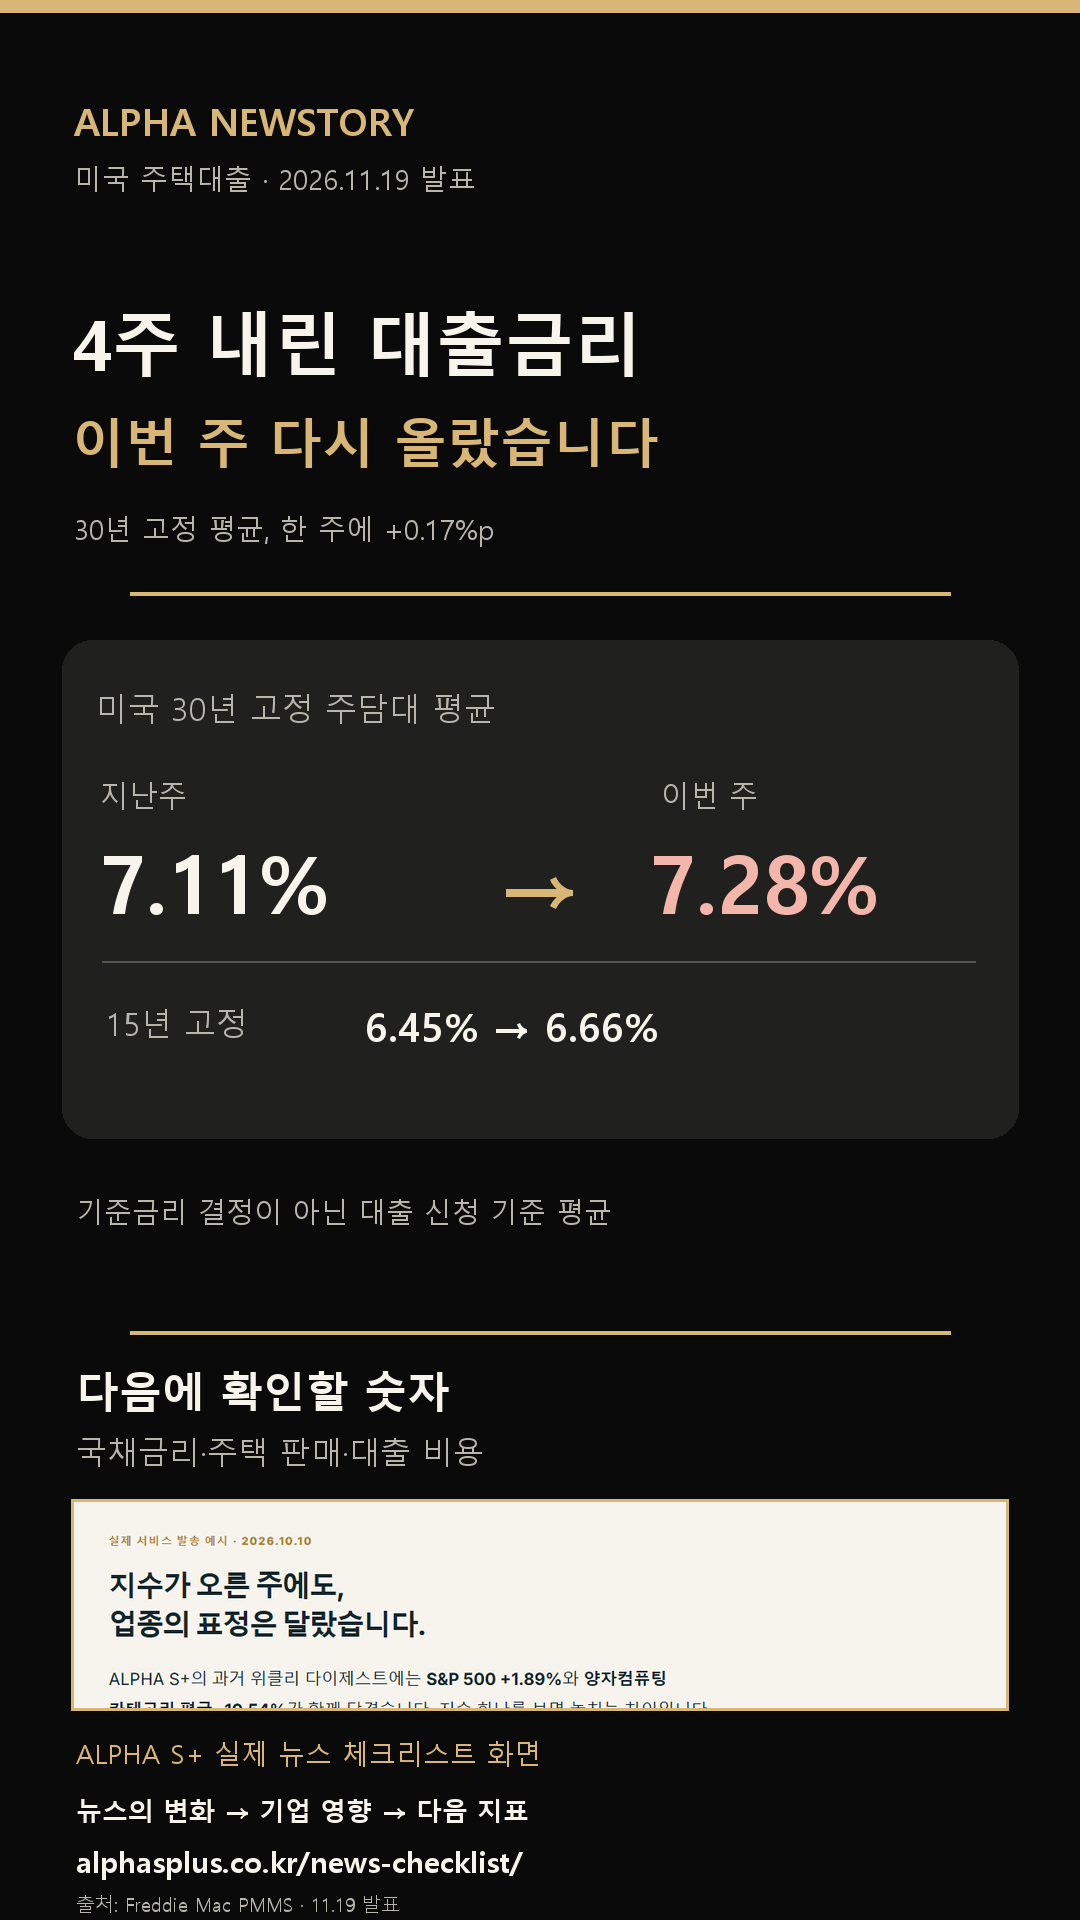 ALPHA NEWSTORY
미국 주택대출 · 2026.11.19 발표
4주 내린 대출금리
이번 주 다시 올랐습니다
30년 고정 평균, 한 주에 +0.17%p
미국 30년 고정 주담대 평균
지난주 이번 주
7.11% → 7.28%
15년 고정 6.45% → 6.66%
기준금리 결정이 아닌 대출 신청 기준 평균
다음에 확인할 숫자
국채금리·주택 판매·대출 비용
실제 서비스 발송 예시 · 2026.10.10
지수가 오른 주에도,
업종의 표정은 달랐습니다.
ALPHA S+의 과거 위클리 다이제스트에는 S&P 500 +1.89%와 양자컴퓨팅
카테고리 평균
ALPHA S+ 실제 뉴스 체크리스트 화면
뉴스의 변화 → 기업 영향 → 다음 지표
alphasplus.co.kr/news-checklist/
출처: Freddie Mac PMMS · 11.19 발표